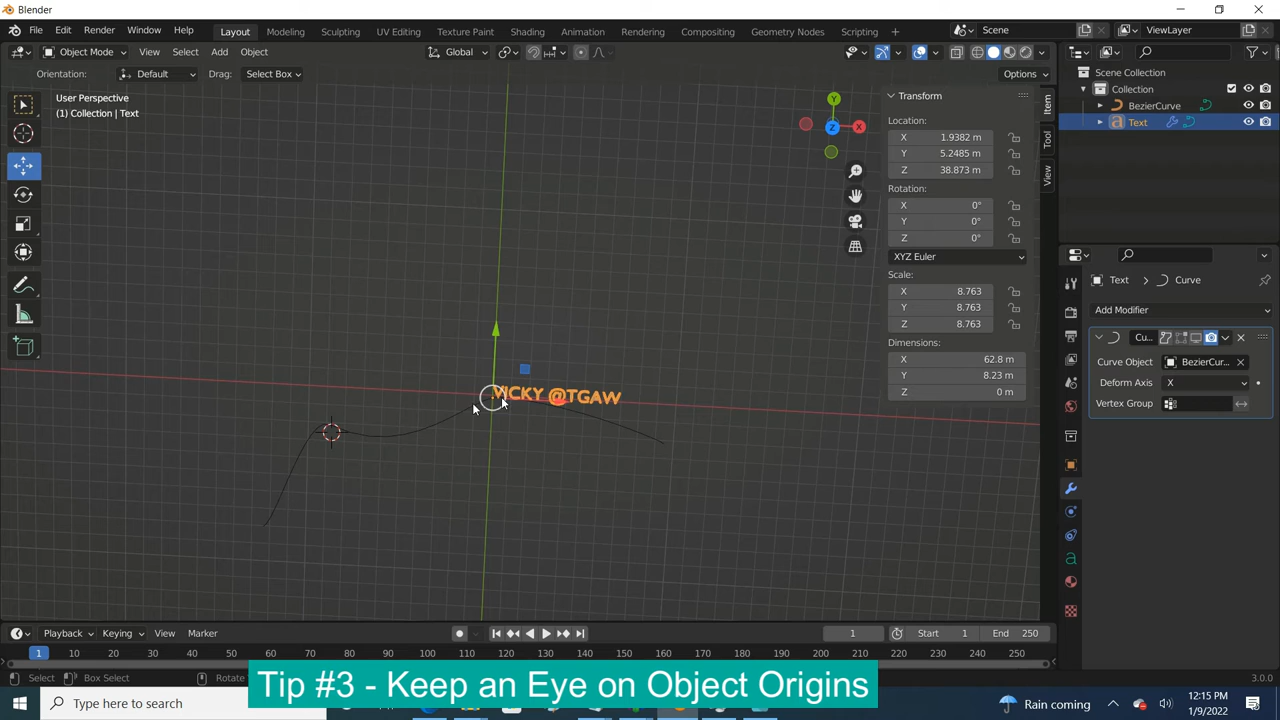 Blender
File Edit Render Window Help Layout Modeling Sculpting UV Editing Texture Paint Shading Animation Rendering Compositing Geometry Nodes Scripting Scene ViewLayer
Object Mode View Select Add Object Global
Orientation: Default Drag: Select Box Options
User Perspective
(1) Collection | Text
Transform
Location:
X 1.9382 m
Y 5.2485 m
Z 38.873 m
Rotation:
X 0°
Y 0°
Z 0°
XYZ Euler
Scale:
X 8.763
Y 8.763
Z 8.763
Dimensions:
X 62.8 m
Y 8.23 m
Z 0 m
Item
Tool
View
Y
Z X
VICKY @TGAW
Scene Collection
Collection
BezierCurve
Text
Text Curve
Add Modifier
Cu...
Curve Object BezierCur...
Deform Axis X
Vertex Group
Playback Keying View Marker 1 Start 1 End 250
1 10 20 30 40 50 60 70 80 90 100 110 120 130 140 150 160 170 180 190 200 210 220 230 240 250
Select Box Select Rotate 3.0.0
Tip #3 - Keep an Eye on Object Origins
Type here to search
Rain coming
12:15 PM
1/9/2022